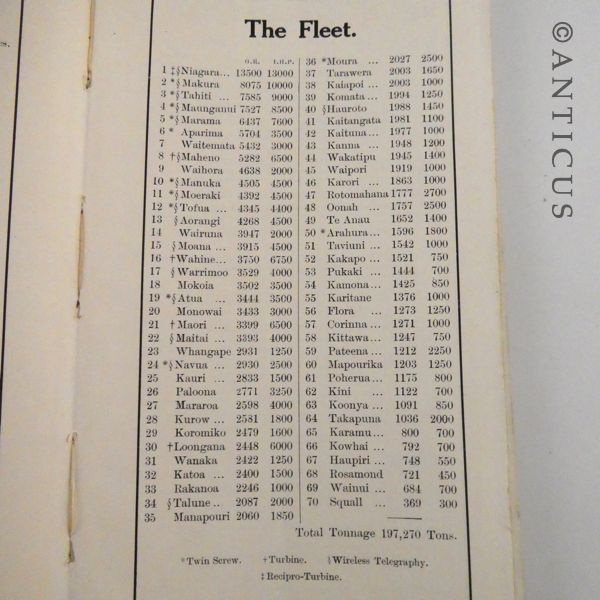 The Fleet.
G.R. I.H.P.
1 ‡§Niagara... 13500 13000
2 *§Makura 8075 10000
3 *§Tahiti ... 7585 9000
4 *§Maunganui 7527 8500
5 *§Marama 6437 7600
6 * Aparima 5704 3500
7 Waitemata 5432 3000
8 †§Maheno 5282 6500
9 Waihora 4638 2000
10 *§Manuka 4505 4500
11 *§Moeraki 4392 4500
12 *§Tofua ... 4345 4400
13 §Aorangi 4268 4500
14 Wairuna 3947 2000
15 §Moana ... 3915 4500
16 †Wahine... 3750 6750
17 §Warrimoo 3529 4000
18 Mokoia 3502 3500
19 *§Atua ... 3444 3500
20 Monowai 3433 3000
21 †Maori ... 3399 6500
22 §Maitai ... 3393 4000
23 Whangape 2931 1250
24 *§Navua ... 2930 2500
25 Kauri ... 2833 1500
26 Paloona 2771 3250
27 Mararoa 2598 4000
28 Kurow ... 2581 1800
29 Koromiko 2479 1600
30 †Loongana 2448 6000
31 Wanaka 2422 1250
32 Katoa ... 2400 1500
33 Rakanoa 2246 1000
34 §Talune .. 2087 2000
35 Manapouri 2060 1850
36 *Moura ... 2027 2500
37 Tarawera 2003 1650
38 Kaiapoi ... 2003 1000
39 Komata... 1994 1250
40 §Hauroto 1988 1450
41 Kaitangata 1981 1100
42 Kaituna... 1977 1000
43 Kanna ... 1948 1200
44 Wakatipu 1945 1400
45 Waipori 1919 1000
46 Karori ... 1863 1000
47 Rotomahana 1777 2700
48 Oonah ... 1757 2500
49 Te Anau 1652 1400
50 *Arahura... 1596 1800
51 Taviuni ... 1542 1000
52 Kakapo ... 1521 750
53 Pukaki ... 1444 700
54 Kamona... 1425 850
55 Karitane 1376 1000
56 Flora ... 1273 1250
57 Corinna... 1271 1000
58 Kittawa... 1247 750
59 Pateena... 1212 2250
60 Mapourika 1203 1250
61 Poherua... 1175 800
62 Kini ... 1122 700
63 Koonya ... 1091 850
64 Takapuna 1036 2000
65 Karamu... 800 700
66 Kowhai ... 792 700
67 Haupiri ... 748 550
68 Rosamond 721 450
69 Wainui ... 684 700
70 Squall ... 369 300
Total Tonnage 197,270 Tons.
*Twin Screw. †Turbine. §Wireless Telegraphy.
‡Recipro-Turbine.
© ANTICUS